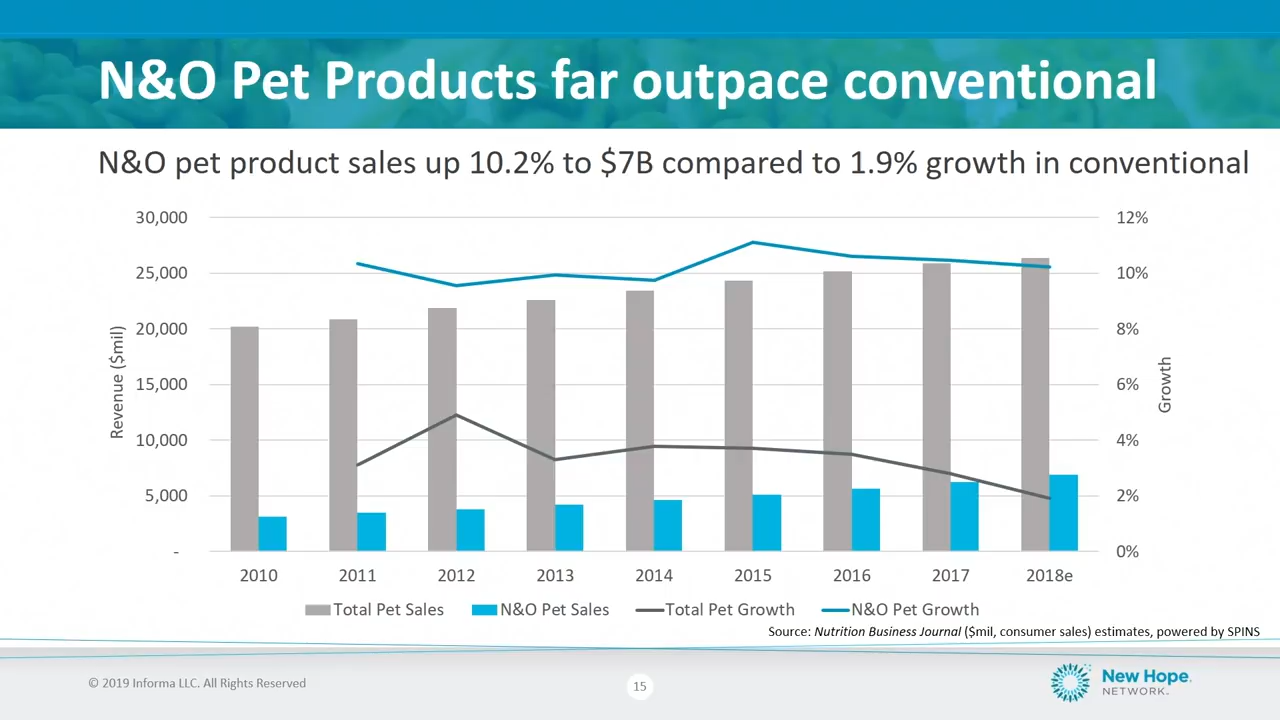 N&O Pet Products far outpace conventional
N&O pet product sales up 10.2% to $7B compared to 1.9% growth in conventional
30,000
25,000
20,000
15,000
10,000
5,000
-
Revenue ($mil)
12%
10%
8%
6%
4%
2%
0%
Growth
2010 2011 2012 2013 2014 2015 2016 2017 2018e
Total Pet Sales N&O Pet Sales Total Pet Growth N&O Pet Growth
Source: Nutrition Business Journal ($mil, consumer sales) estimates, powered by SPINS
© 2019 Informa LLC. All Rights Reserved
15
New Hope
NETWORK